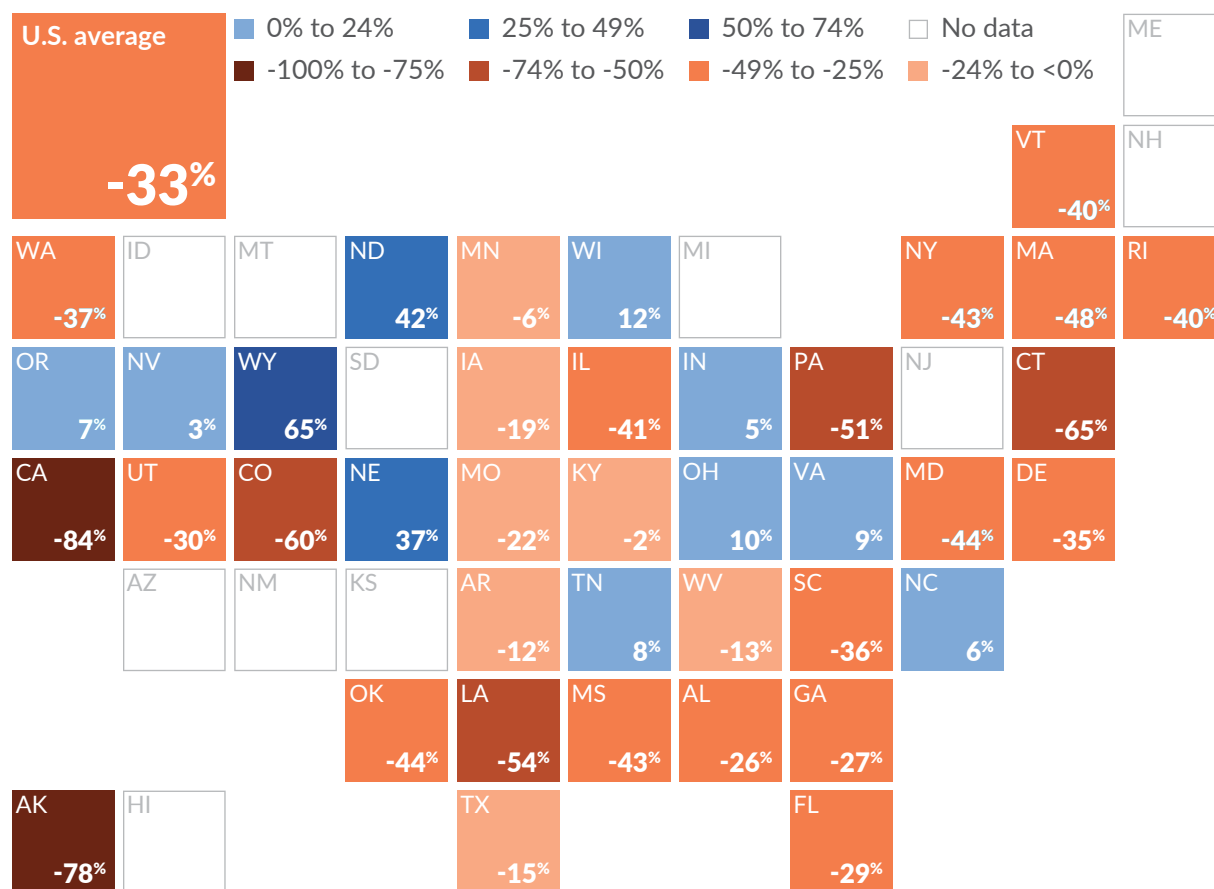 U.S. average
-33%
0% to 24% 25% to 49% 50% to 74% No data
-100% to -75% -74% to -50% -49% to -25% -24% to <0%
ME
VT NH
-40%
WA ID MT ND MN WI MI NY MA RI
-37% 42% -6% 12% -43% -48% -40%
OR NV WY SD IA IL IN PA NJ CT
7% 3% 65% -19% -41% 5% -51% -65%
CA UT CO NE MO KY OH VA MD DE
-84% -30% -60% 37% -22% -2% 10% 9% -44% -35%
AZ NM KS AR TN WV SC NC
-12% 8% -13% -36% 6%
OK LA MS AL GA
-44% -54% -43% -26% -27%
AK HI TX FL
-78% -15% -29%